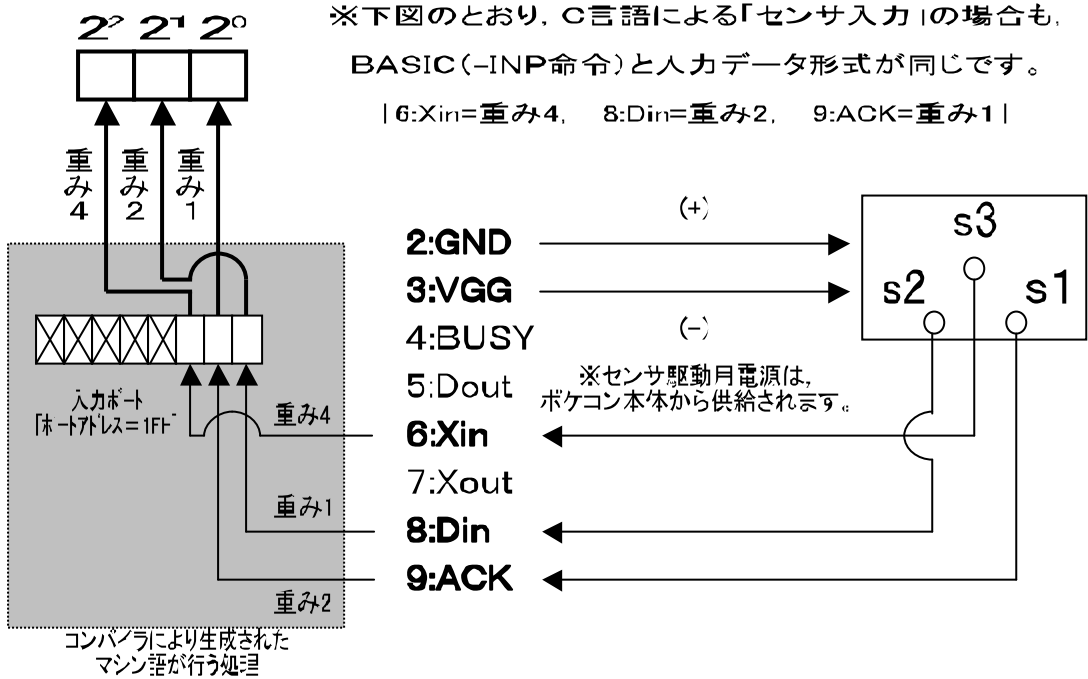 ※下図のとおり，C言語による「センサ入力」の場合も，
BASIC(-INP命令)と入力データ形式が同じです。
|6:Xin=重み4， 8:Din=重み2， 9:ACK=重み1|
2² 2¹ 2⁰
重み4 重み2 重み1
(+)
s3
s2 s1
2:GND
3:VGG
(-)
4:BUSY
※センサ駆動用電源は，
ポケコン本体から供給されます。
5:Dout
入力ポート
「ポートアドレス=1FF
重み4
6:Xin
7:Xout
重み1
8:Din
9:ACK
重み2
コンパイラにより生成された
マシン語が行う処理